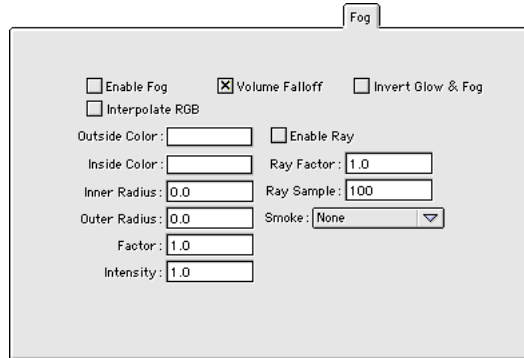 Fog
Enable Fog Volume Falloff Invert Glow & Fog
Interpolate RGB
Outside Color: Enable Ray
Inside Color: Ray Factor: 1.0
Inner Radius: 0.0 Ray Sample: 100
Outer Radius: 0.0 Smoke: None
Factor: 1.0
Intensity: 1.0